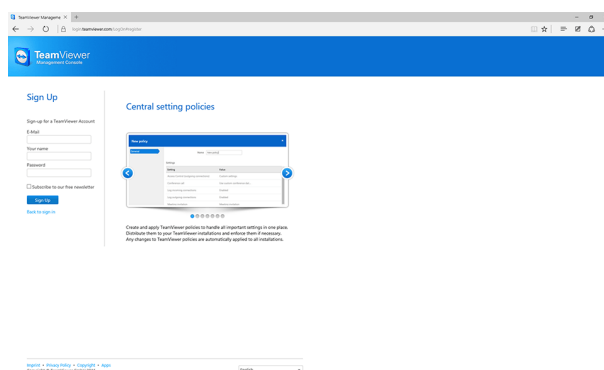 TeamViewer Manageme
login.teamviewer.com/LogOn#register
TeamViewer
Management Console
Sign Up
Sign-up for a TeamViewer Account
E-Mail
Your name
Password
Subscribe to our free newsletter
Sign Up
Back to sign in
Central setting policies
New policy
Name
Settings
Create and apply TeamViewer policies to handle all important settings in one place.
Distribute them to your TeamViewer installations and enforce them if necessary.
Any changes to TeamViewer policies are automatically applied to all installations.
Imprint • Privacy Policy • Copyright • Apps